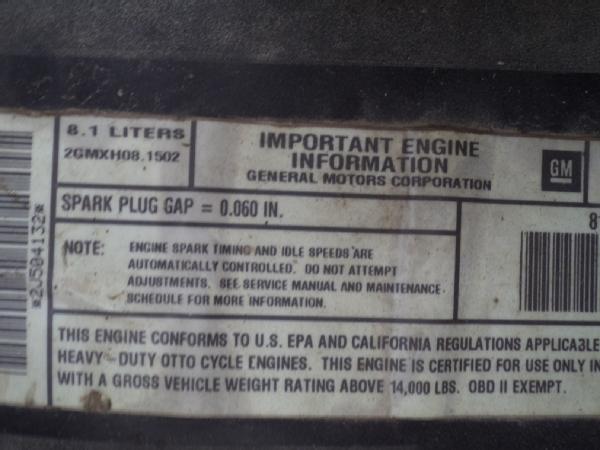 8.1 LITERS
2GMXH08.1502
IMPORTANT ENGINE
INFORMATION
GENERAL MOTORS CORPORATION
GM
SPARK PLUG GAP = 0.060 IN.
8
*2J504132*
NOTE: ENGINE SPARK TIMING AND IDLE SPEEDS ARE
AUTOMATICALLY CONTROLLED. DO NOT ATTEMPT
ADJUSTMENTS. SEE SERVICE MANUAL AND MAINTENANCE
SCHEDULE FOR MORE INFORMATION.
THIS ENGINE CONFORMS TO U.S. EPA AND CALIFORNIA REGULATIONS APPLICABLE
HEAVY-DUTY OTTO CYCLE ENGINES. THIS ENGINE IS CERTIFIED FOR USE ONLY IN
WITH A GROSS VEHICLE WEIGHT RATING ABOVE 14,000 LBS. OBD II EXEMPT.